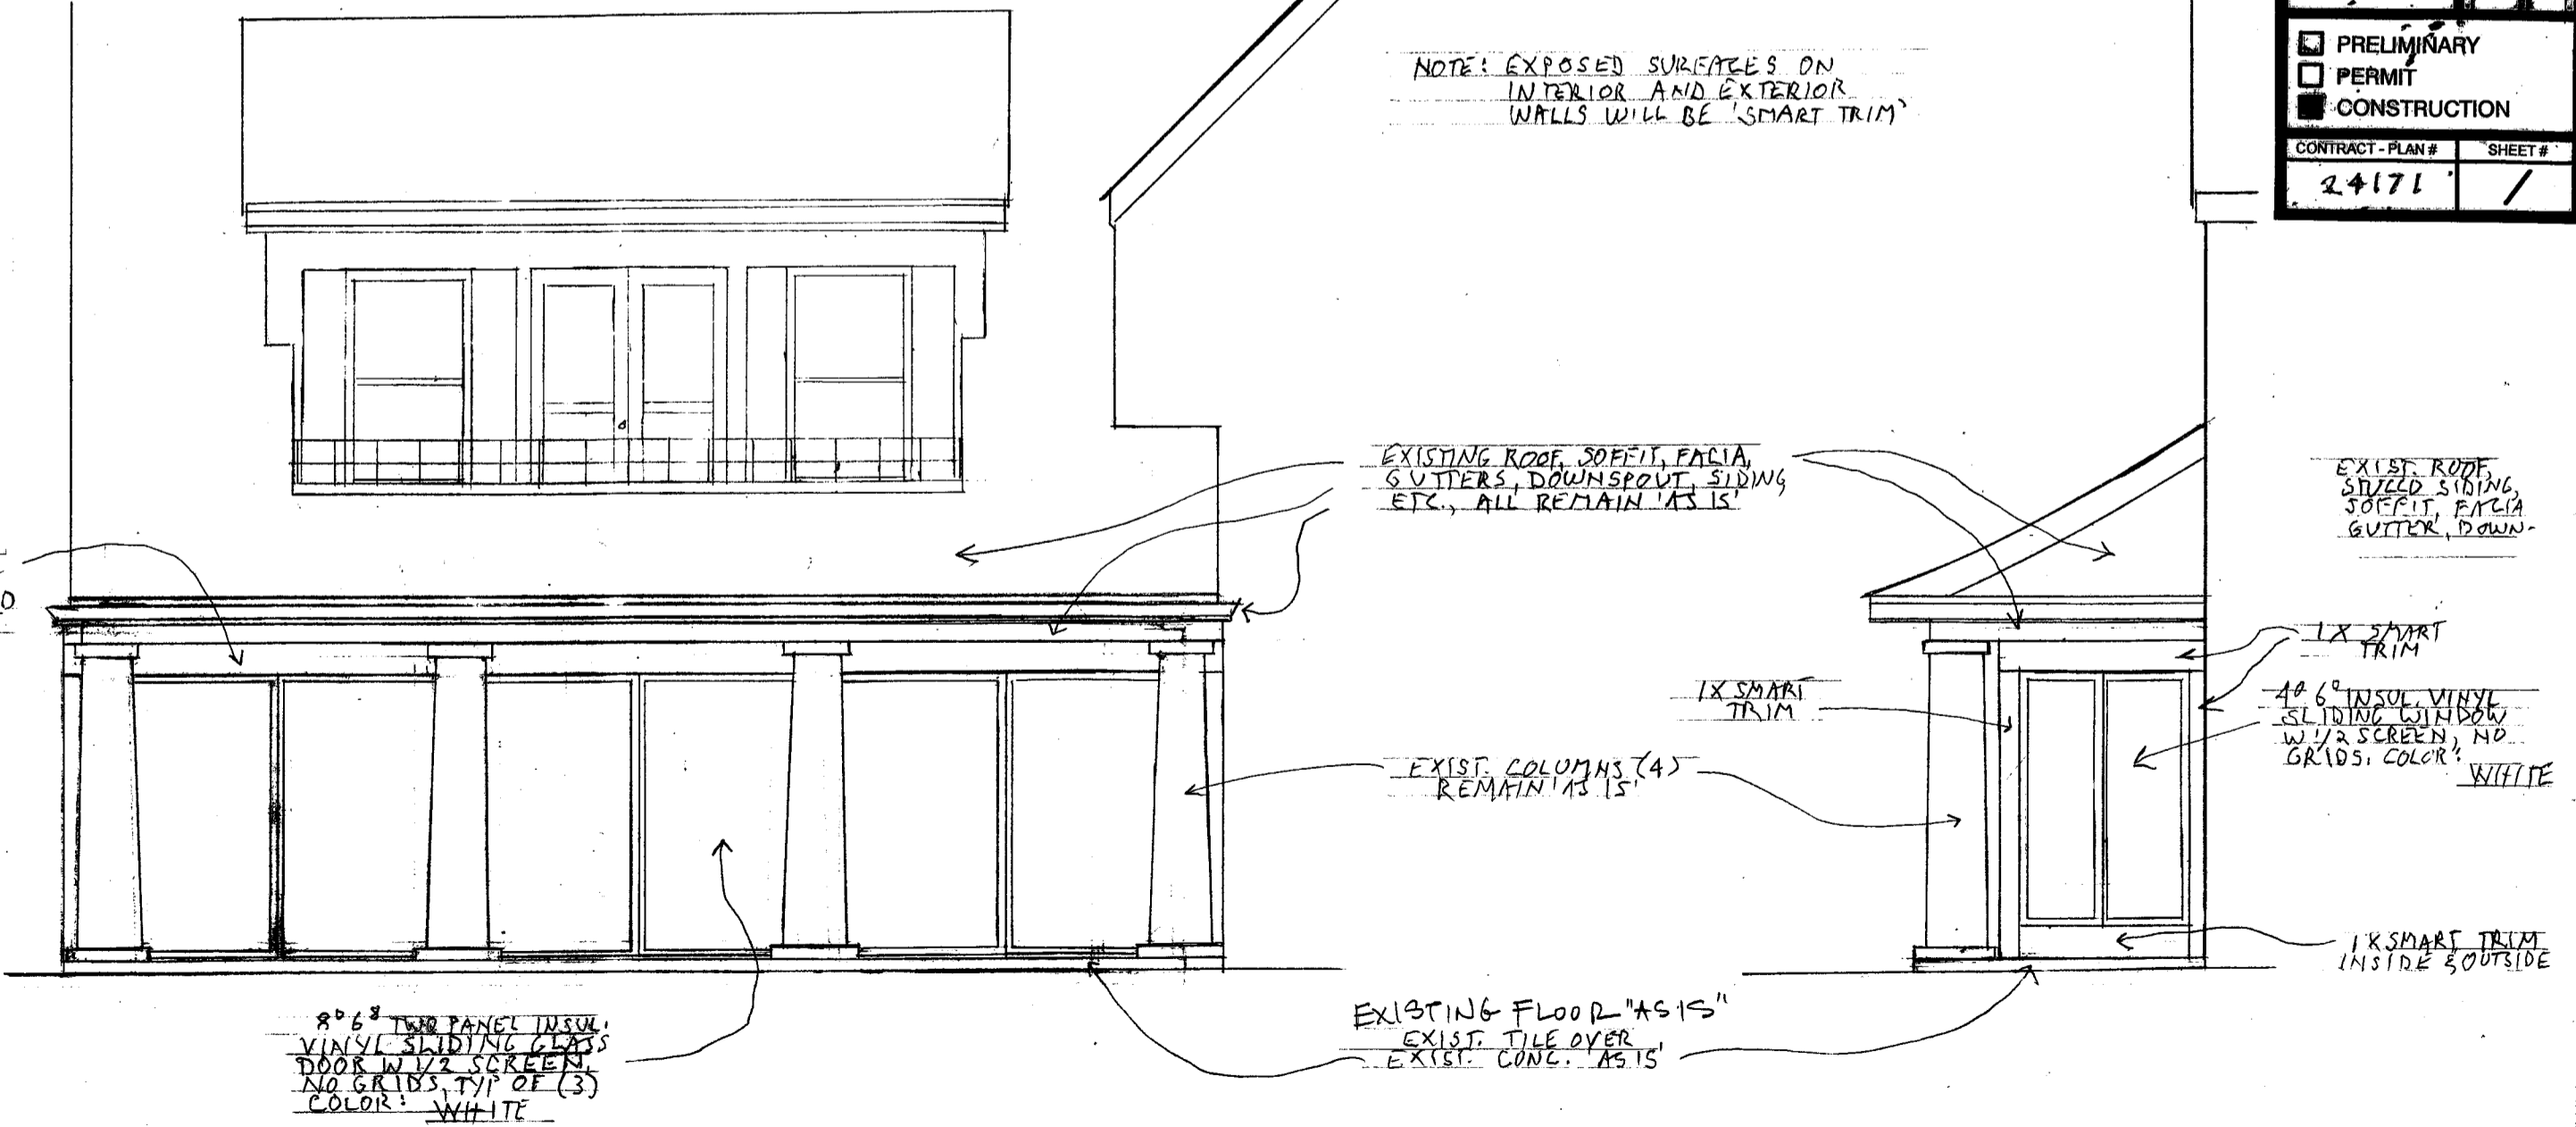 PRELIMINARY
PERMIT
CONSTRUCTION
CONTRACT - PLAN # SHEET #
24171 1
NOTE: EXPOSED SURFACES ON
INTERIOR AND EXTERIOR
WALLS WILL BE 'SMART TRIM'
EXISTING ROOF, SOFFIT, FACIA,
GUTTERS, DOWNSPOUT, SIDING
ETC., ALL REMAIN 'AS IS'
EXIST. ROOF,
STUCCO SIDING,
SOFFIT, FACIA
GUTTER, DOWN-
1X SMART
TRIM
1X SMART
TRIM
4⁰ 6⁰ INSUL. VINYL
SLIDING WINDOW
W 1/2 SCREEN, NO
GRIDS. COLOR:
WHITE
EXIST. COLUMNS (4)
REMAIN 'AS IS'
1X SMART TRIM
INSIDE & OUTSIDE
EXISTING FLOOR "AS IS"
EXIST. TILE OVER
EXIST. CONC. 'AS IS'
8⁰ 6⁸ TWO PANEL INSUL.
VINYL SLIDING GLASS
DOOR W 1/2 SCREEN,
NO GRIDS, TYP OF (3)
COLOR: WHITE